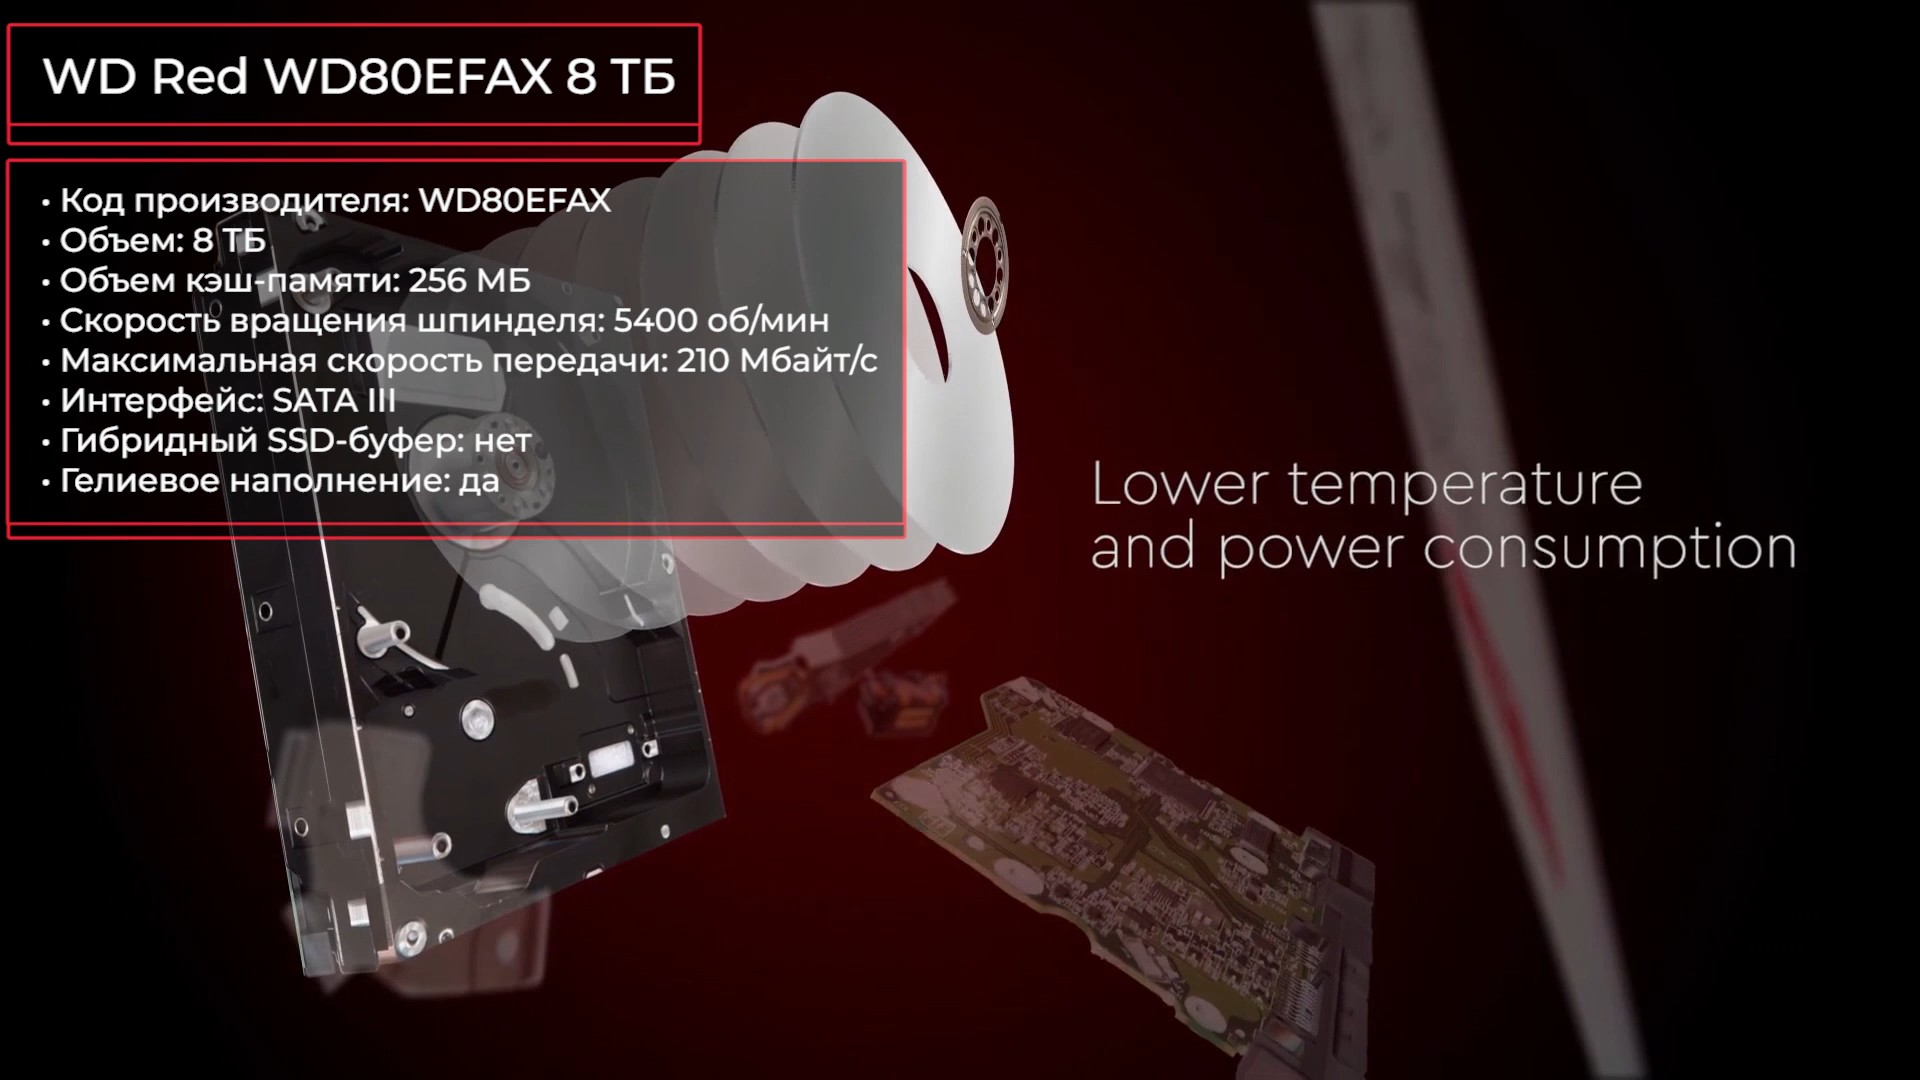 WD Red WD80EFAX 8 ТБ
• Код производителя: WD80EFAX
• Объем: 8 ТБ
• Объем кэш-памяти: 256 МБ
• Скорость вращения шпинделя: 5400 об/мин
• Максимальная скорость передачи: 210 Мбайт/с
• Интерфейс: SATA III
• Гибридный SSD-буфер: нет
• Гелиевое наполнение: да
Lower temperature
and power consumption